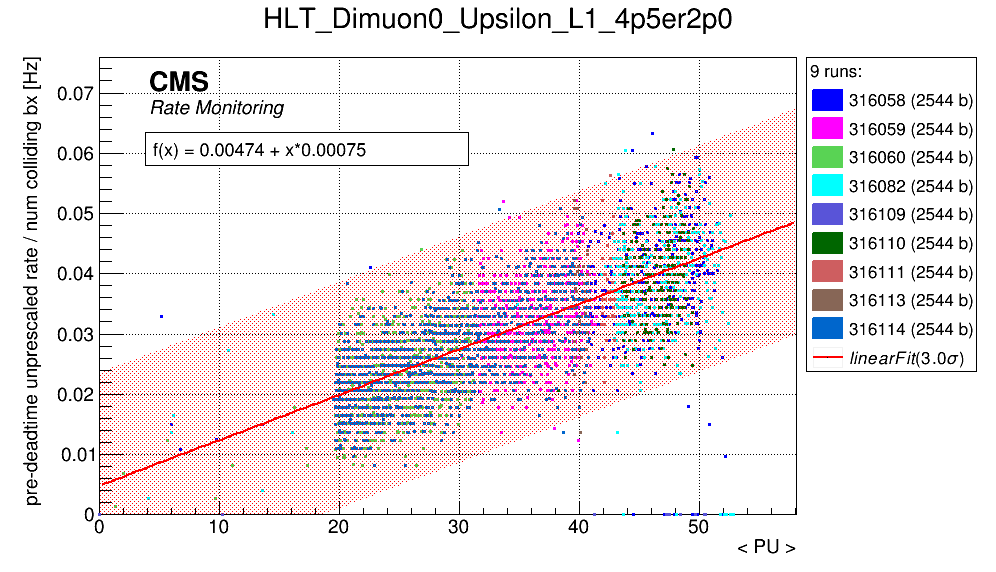 HLT_Dimuon0_Upsilon_L1_4p5er2p0
pre-deadtime unprescaled rate / num colliding bx [Hz]
CMS
Rate Monitoring
f(x) = 0.00474 + x*0.00075
0.07
0.06
0.05
0.04
0.03
0.02
0.01
0
0 10 20 30 40 50
< PU >
9 runs:
316058 (2544 b)
316059 (2544 b)
316060 (2544 b)
316082 (2544 b)
316109 (2544 b)
316110 (2544 b)
316111 (2544 b)
316113 (2544 b)
316114 (2544 b)
linearFit(3.0σ)